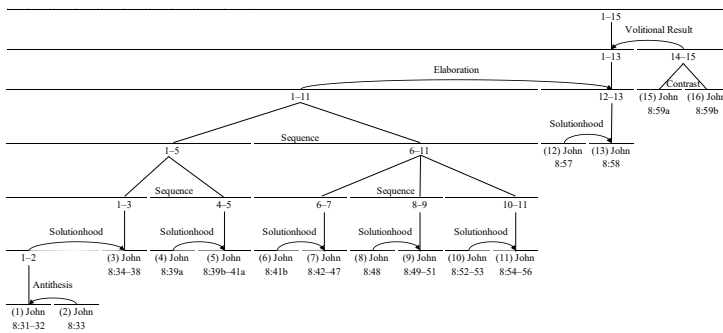 1–15
Volitional Result
1–13
14–15
Elaboration
Contrast
1–11
12–13
(15) John
8:59a
(16) John
8:59b
Solutionhood
Sequence
1–5
6–11
(12) John
8:57
(13) John
8:58
Sequence
Sequence
1–3
4–5
6–7
8–9
10–11
Solutionhood
Solutionhood
Solutionhood
Solutionhood
Solutionhood
1–2
(3) John
8:34–38
(4) John
8:39a
(5) John
8:39b–41a
(6) John
8:41b
(7) John
8:42–47
(8) John
8:48
(9) John
8:49–51
(10) John
8:52–53
(11) John
8:54–56
Antithesis
(1) John
8:31–32
(2) John
8:33